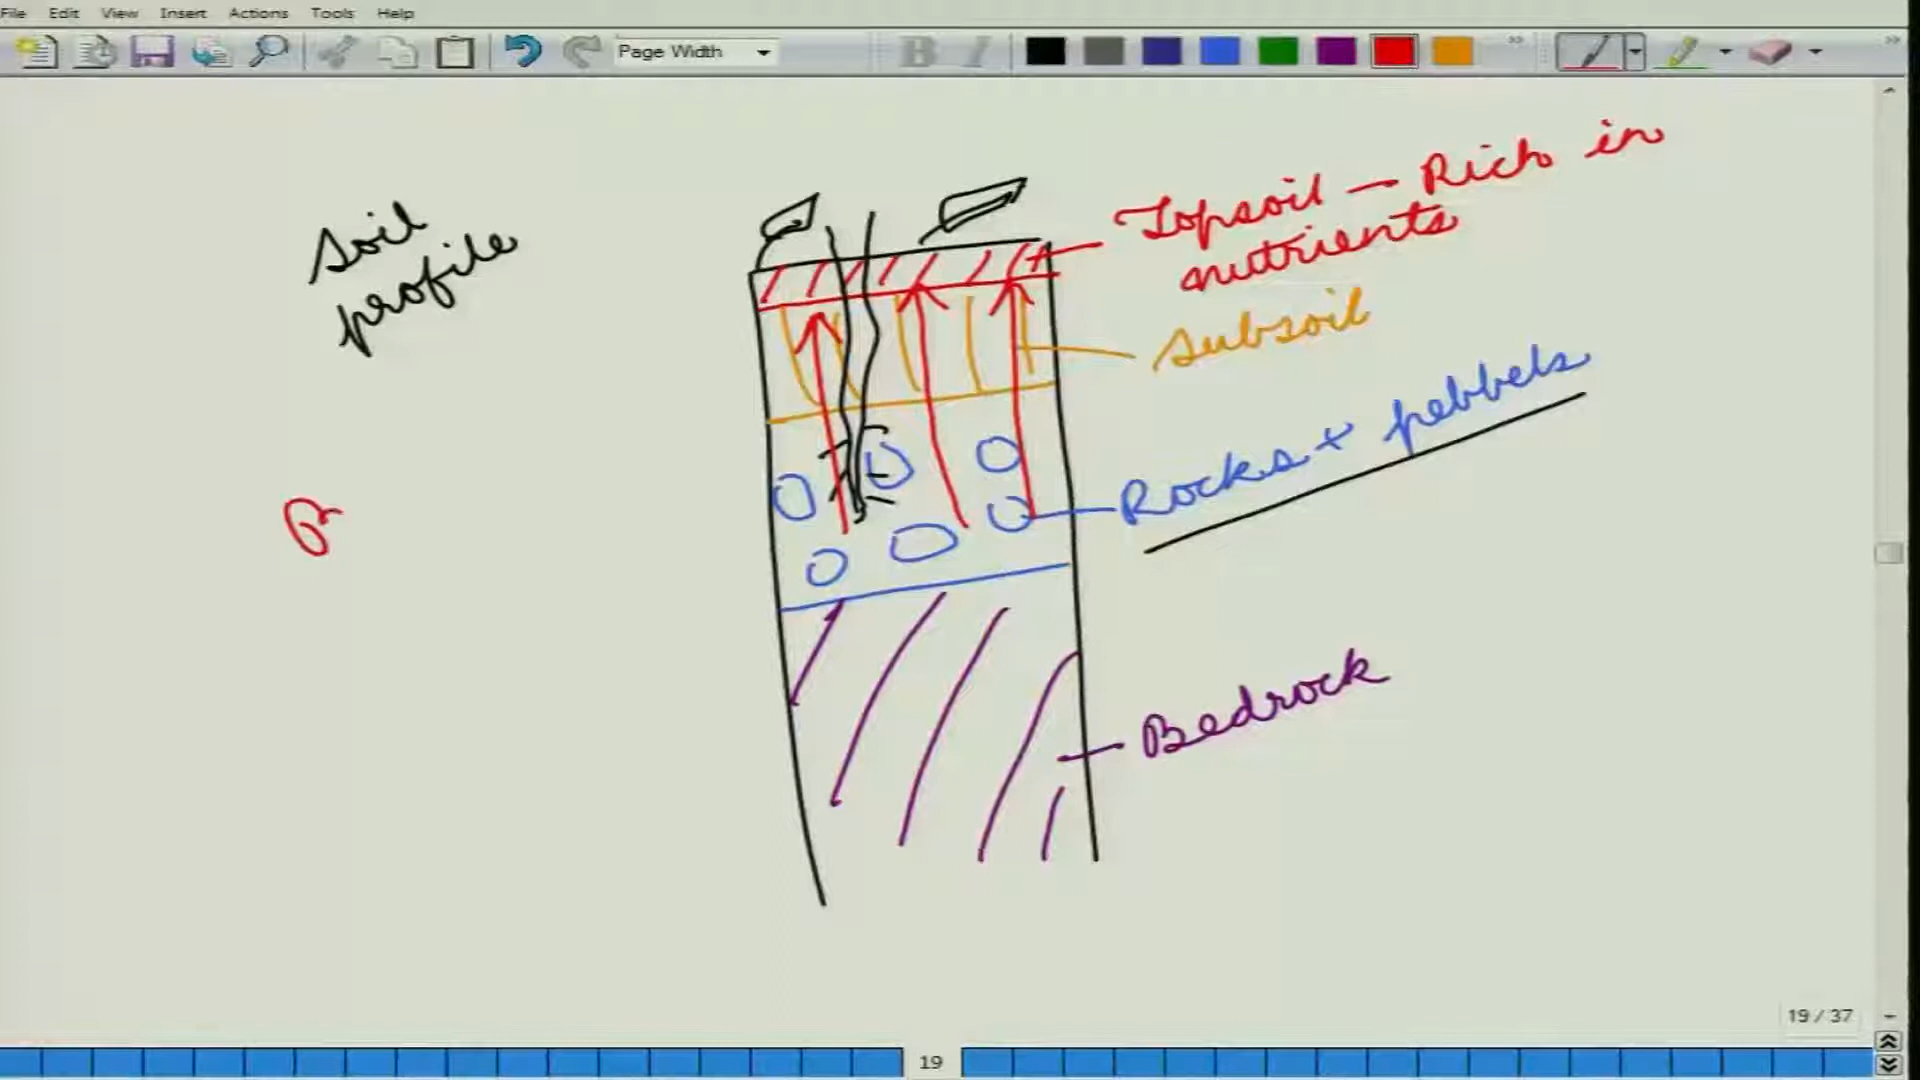 File Edit View Insert Actions Tools Help
Page Width
B I
Soil
profile
Topsoil – Rich in
nutrients
Subsoil
Rocks + pebbels
Bedrock
19 / 37
19